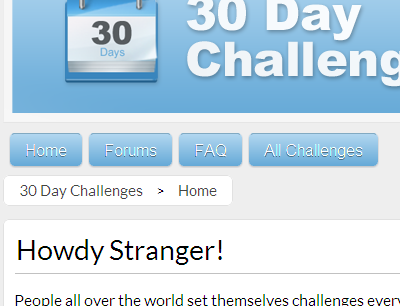 30 Day
Challeng
30
Days
Home Forums FAQ All Challenges
30 Day Challenges > Home
Howdy Stranger!
People all over the world set themselves challenges every